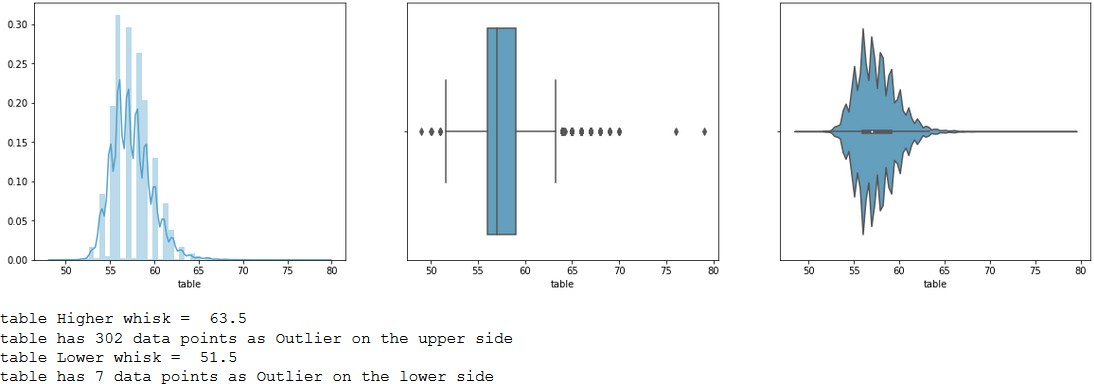 0.30
0.25
0.20
0.15
0.10
0.05
0.00
50 55 60 65 70 75 80
table
50 55 60 65 70 75 80
table
50 55 60 65 70 75 80
table
table Higher whisk =  63.5
table has 302 data points as Outlier on the upper side
table Lower whisk =  51.5
table has 7 data points as Outlier on the lower side